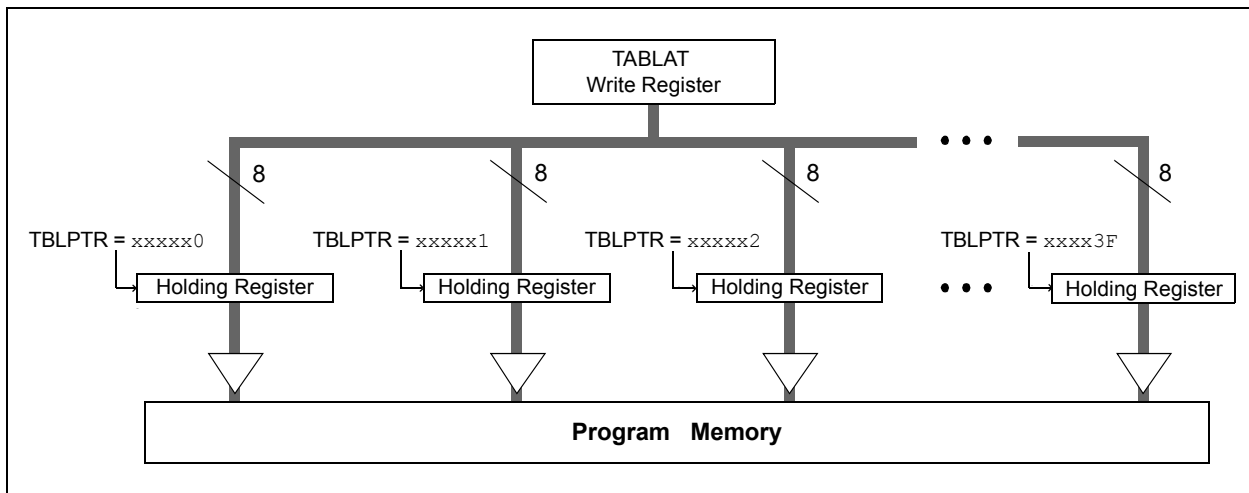 TABLAT
Write Register
8
8
8
8
TBLPTR = xxxxx0
TBLPTR = xxxxx1
TBLPTR = xxxxx2
TBLPTR = xxxx3F
Holding Register
Holding Register
Holding Register
Holding Register
Program Memory